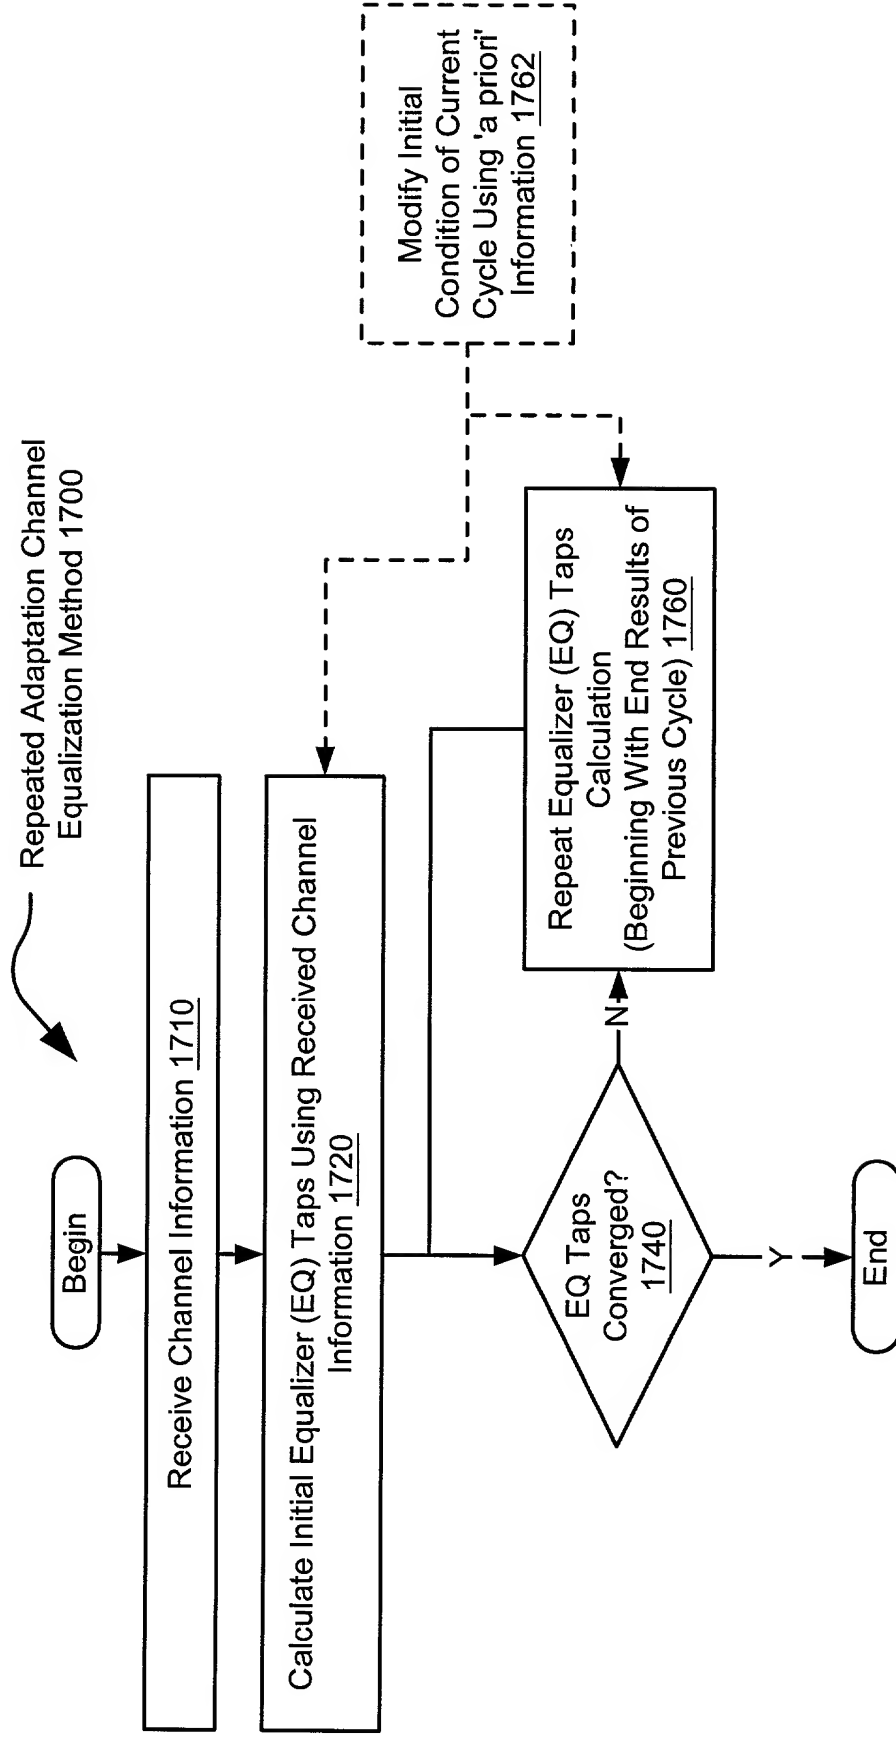 Repeated Adaptation Channel
Equalization Method 1700
Begin
Receive Channel Information 1710
Calculate Initial Equalizer (EQ) Taps Using Received Channel
Information 1720
Modify Initial
Condition of Current
Cycle Using 'a priori'
Information 1762
EQ Taps
Converged?
1740
N
Repeat Equalizer (EQ) Taps
Calculation
(Beginning With End Results of
Previous Cycle) 1760
Y
End